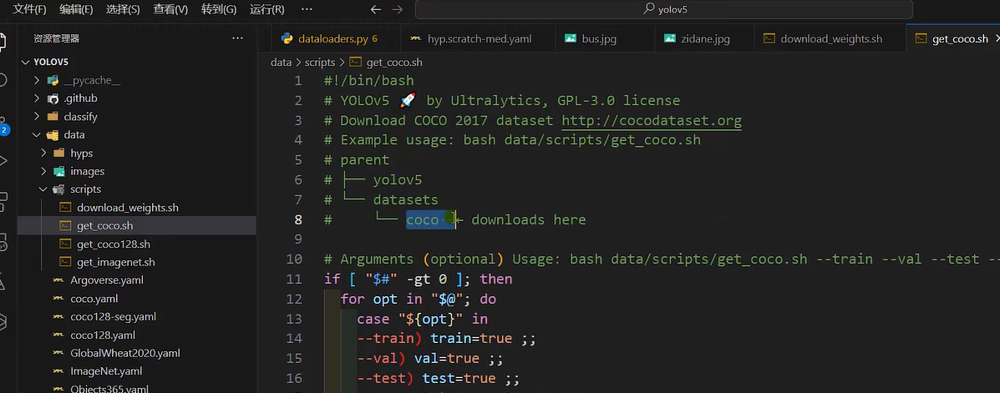 文件(F) 编辑(E) 选择(S) 查看(V) 转到(G) 运行(R) ··· yolov5
资源管理器 ···
YOLOV5
__pycache__
.github
classify
data
hyps
images
scripts
download_weights.sh
get_coco.sh
get_coco128.sh
get_imagenet.sh
Argoverse.yaml
coco.yaml
coco128-seg.yaml
coco128.yaml
GlobalWheat2020.yaml
ImageNet.yaml
Objects365.yaml
2
dataloaders.py 6 hyp.scratch-med.yaml bus.jpg zidane.jpg download_weights.sh get_coco.sh
data > scripts > get_coco.sh
1 #!/bin/bash
2 # YOLOv5 🚀 by Ultralytics, GPL-3.0 license
3 # Download COCO 2017 dataset http://cocodataset.org
4 # Example usage: bash data/scripts/get_coco.sh
5 # parent
6 # ├── yolov5
7 # └── datasets
8 #     └── coco ← downloads here
9
10 # Arguments (optional) Usage: bash data/scripts/get_coco.sh --train --val --test --
11 if [ "$#" -gt 0 ]; then
12 for opt in "$@"; do
13 case "${opt}" in
14 --train) train=true ;;
15 --val) val=true ;;
16 --test) test=true ;;